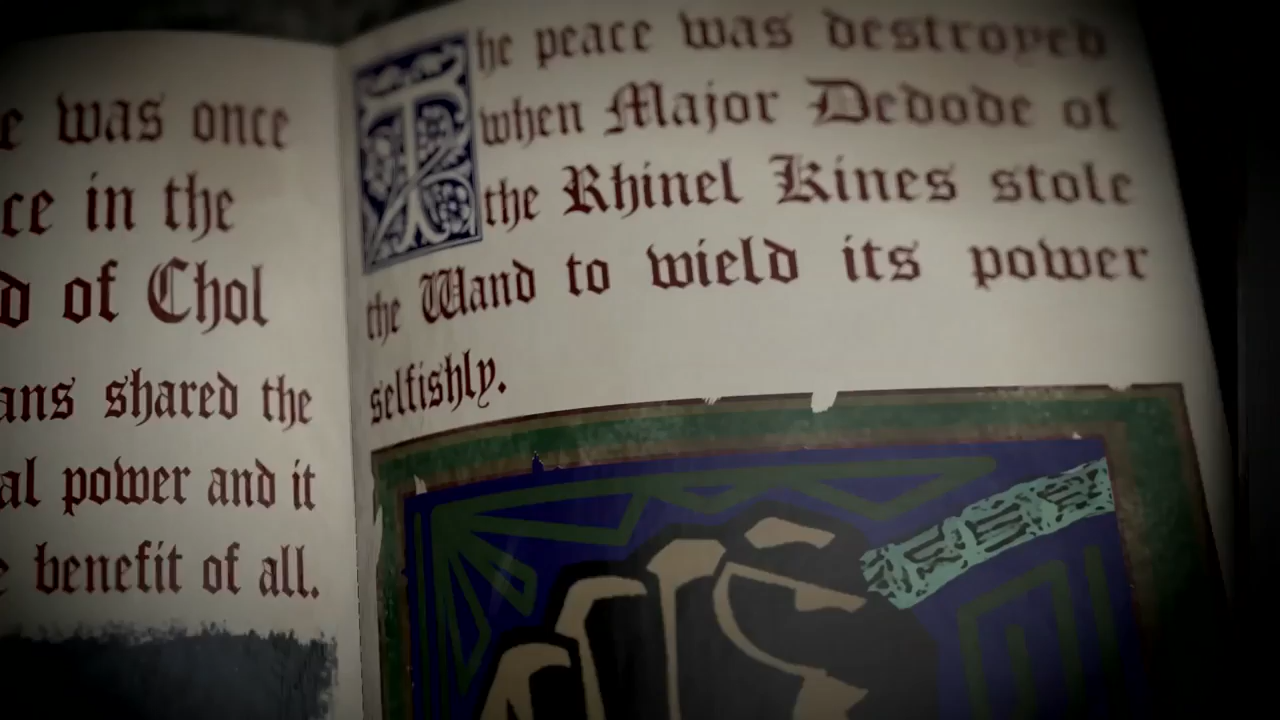 e was once
ce in the
d of Chol
ans shared the
al power and it
e benefit of all.
The peace was destroyed
when Major Dedode of
the Rhinel Kines stole
the Wand to wield its power
selfishly.